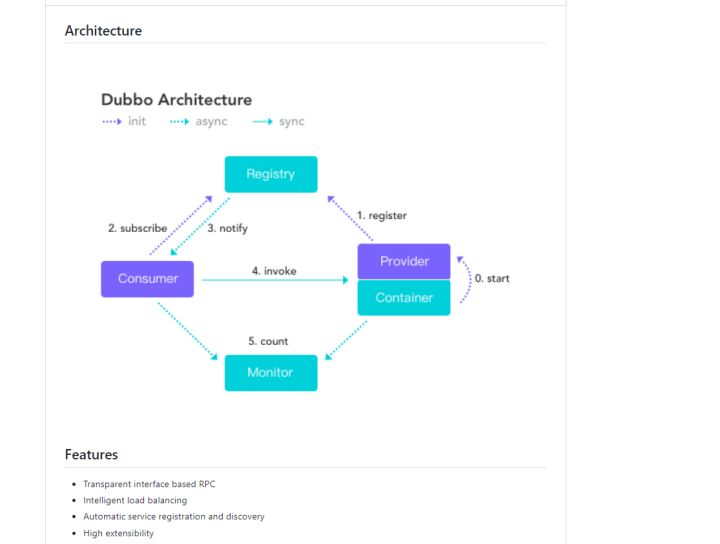 Architecture
Dubbo Architecture
init async sync
Registry
1. register
2. subscribe
3. notify
Provider
Consumer
4. invoke
0. start
Container
5. count
Monitor
Features
Transparent interface based RPC
Intelligent load balancing
Automatic service registration and discovery
High extensibility